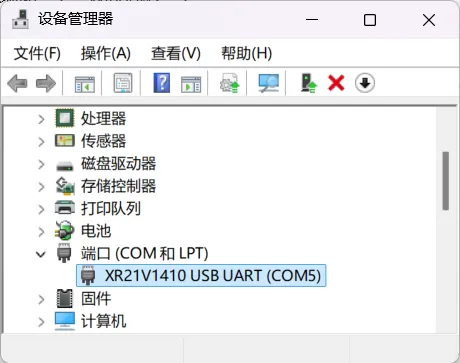 设备管理器
文件(F) 操作(A) 查看(V) 帮助(H)
处理器
传感器
磁盘驱动器
存储控制器
打印队列
电池
端口 (COM 和 LPT)
XR21V1410 USB UART (COM5)
固件
计算机